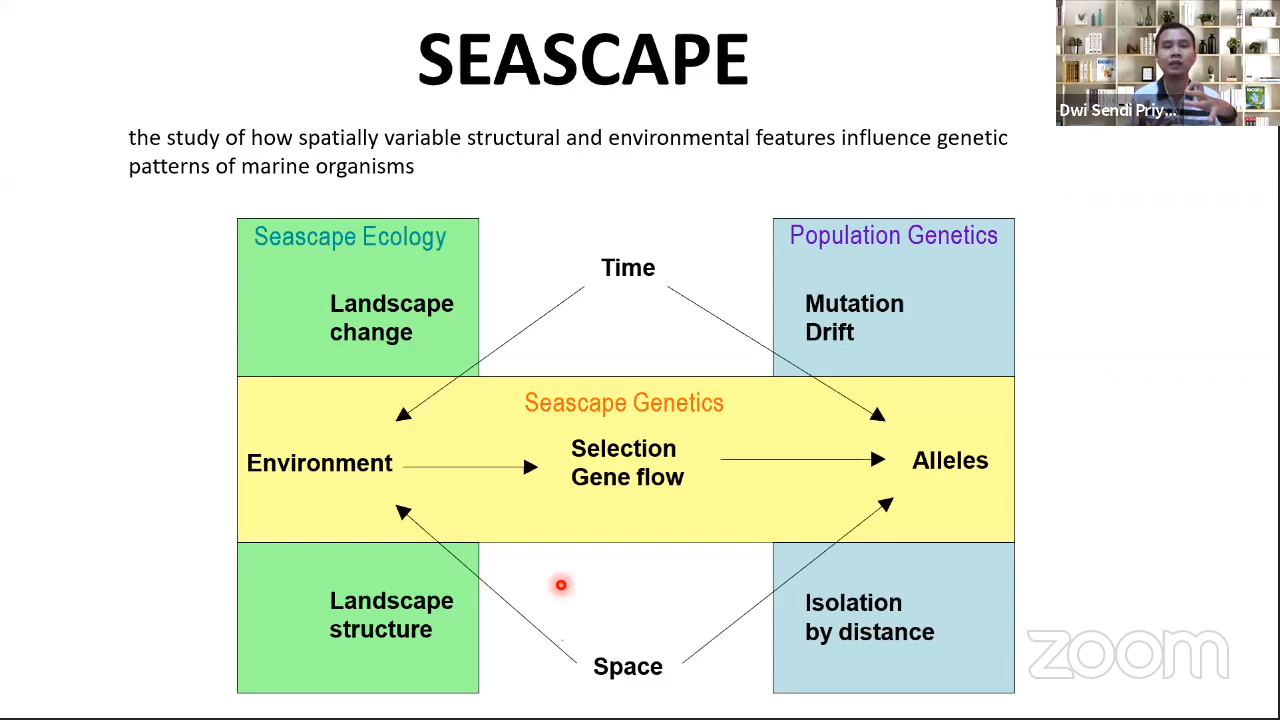 SEASCAPE
Dwi Sendi Priy...
the study of how spatially variable structural and environmental features influence genetic
patterns of marine organisms
Seascape Ecology
Population Genetics
Time
Landscape
change
Mutation
Drift
Seascape Genetics
Environment
Selection
Gene flow
Alleles
Landscape
structure
Isolation
by distance
Space
zoom